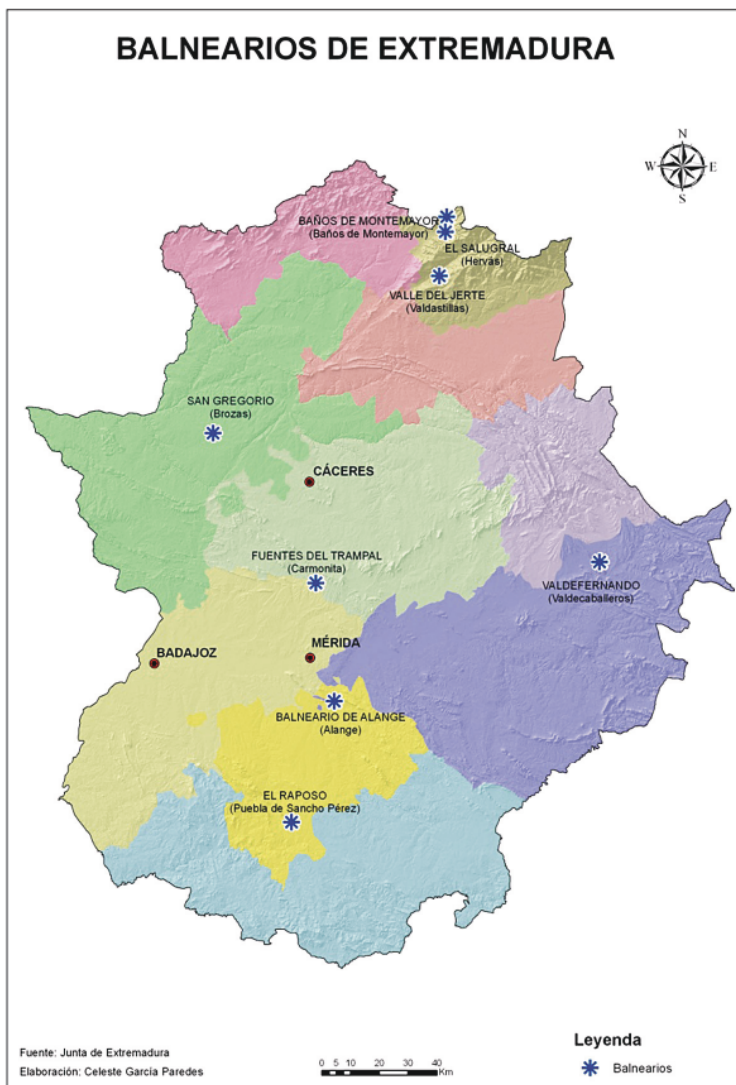 BALNEARIOS DE EXTREMADURA
N
W
E
S
BAÑOS DE MONTEMAYOR
(Baños de Montemayor)
EL SALUGRAL
(Hervás)
VALLE DEL JERTE
(Valdastillas)
SAN GREGORIO
(Brozas)
CÁCERES
FUENTES DEL TRAMPAL
(Carmonita)
VALDEFERNANDO
(Valdecaballeros)
MÉRIDA
BADAJOZ
BALNEARIO DE ALANGE
(Alange)
EL RAPOSO
(Puebla de Sancho Pérez)
Fuente: Junta de Extremadura
Elaboración: Celeste García Paredes
0 5 10 20 30 40
Km
Leyenda
Balnearios